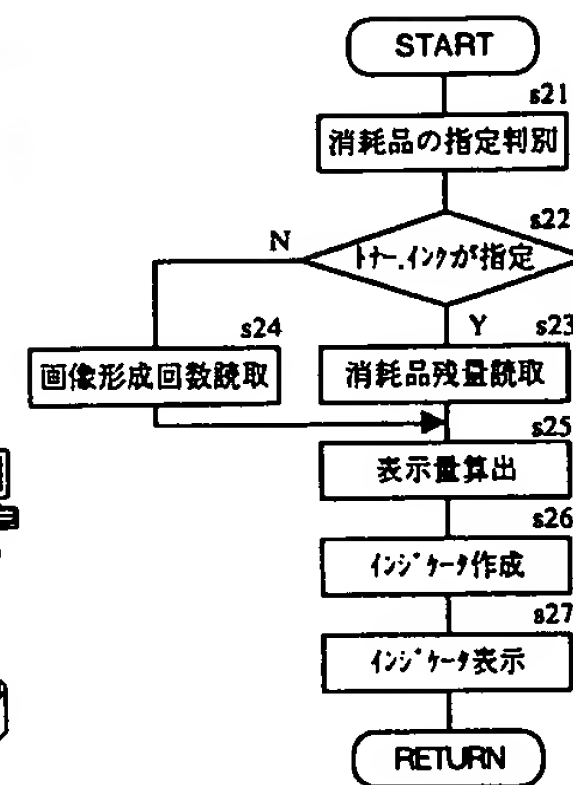 START
s21
消耗品の指定判別
s22
ﾄﾅｰ.ｲﾝｸが指定
N
Y
s23
s24
画像形成回数読取
消耗品残量読取
s25
表示量算出
s26
ｲﾝｼﾞｹｰﾀ作成
s27
ｲﾝｼﾞｹｰﾀ表示
RETURN